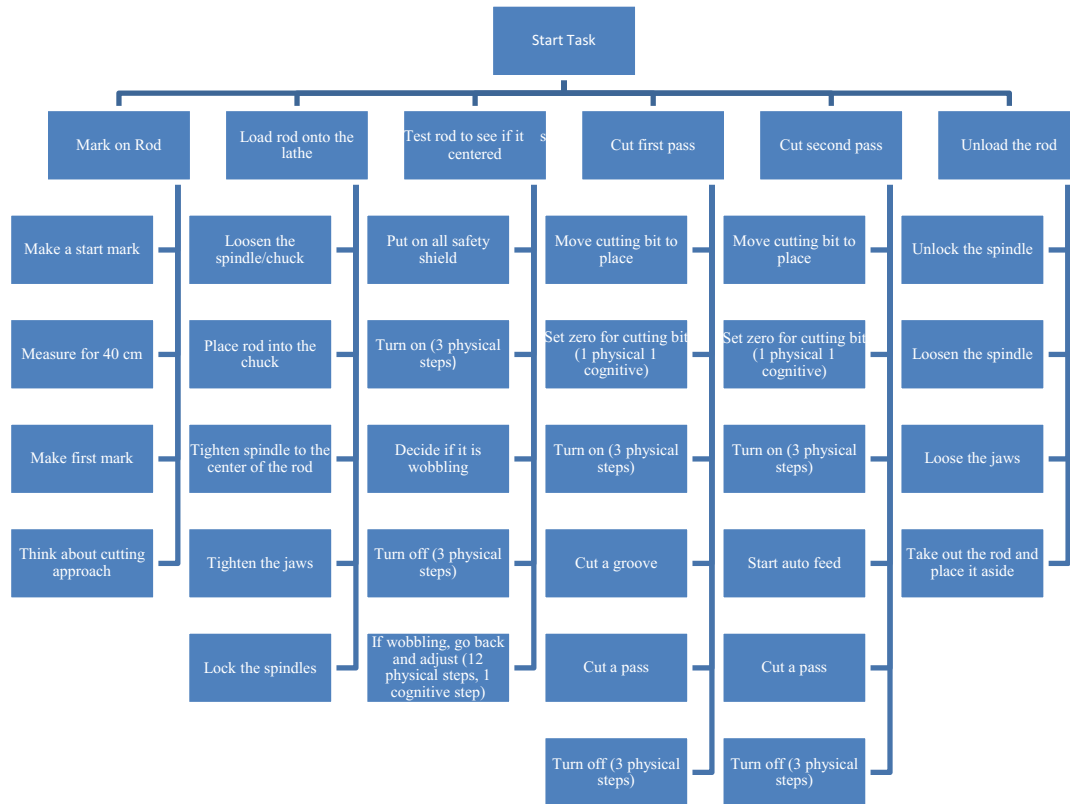 Start Task
Mark on Rod
Load rod onto the
lathe
Test rod to see if it s
centered
Cut first pass
Cut second pass
Unload the rod
Make a start mark
Measure for 40 cm
Make first mark
Think about cutting
approach
Loosen the
spindle/chuck
Place rod into the
chuck
Tighten spindle to the
center of the rod
Tighten the jaws
Lock the spindles
Put on all safety
shield
Turn on (3 physical
steps)
Decide if it is
wobbling
Turn off (3 physical
steps)
If wobbling, go back
and adjust (12
physical steps, 1
cognitive step)
Move cutting bit to
place
Set zero for cutting bit
(1 physical 1
cognitive)
Turn on (3 physical
steps)
Cut a groove
Cut a pass
Turn off (3 physical
steps)
Move cutting bit to
place
Set zero for cutting bit
(1 physical 1
cognitive)
Turn on (3 physical
steps)
Start auto feed
Cut a pass
Turn off (3 physical
steps)
Unlock the spindle
Loosen the spindle
Loose the jaws
Take out the rod and
place it aside